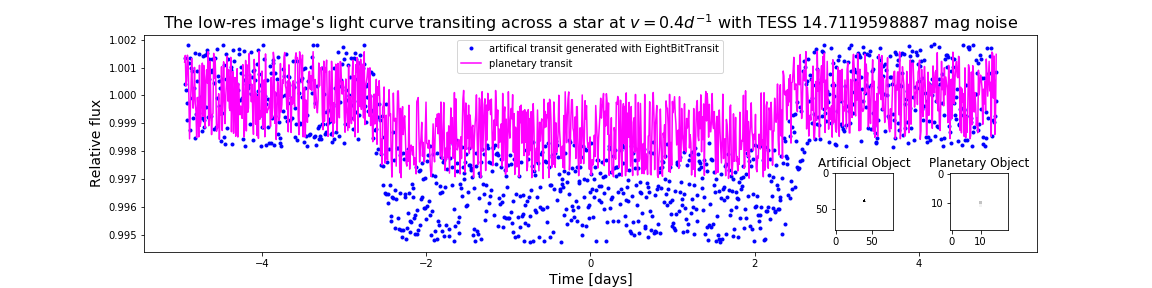 The low-res image's light curve transiting across a star at v = 0.4d⁻¹ with TESS 14.7119598887 mag noise
artifical transit generated with EightBitTransit
planetary transit
Relative flux
1.002
1.001
1.000
0.999
0.998
0.997
0.996
0.995
Artificial Object
0
50
0 50
Planetary Object
0
10
0 10
−4 −2 0 2 4
Time [days]